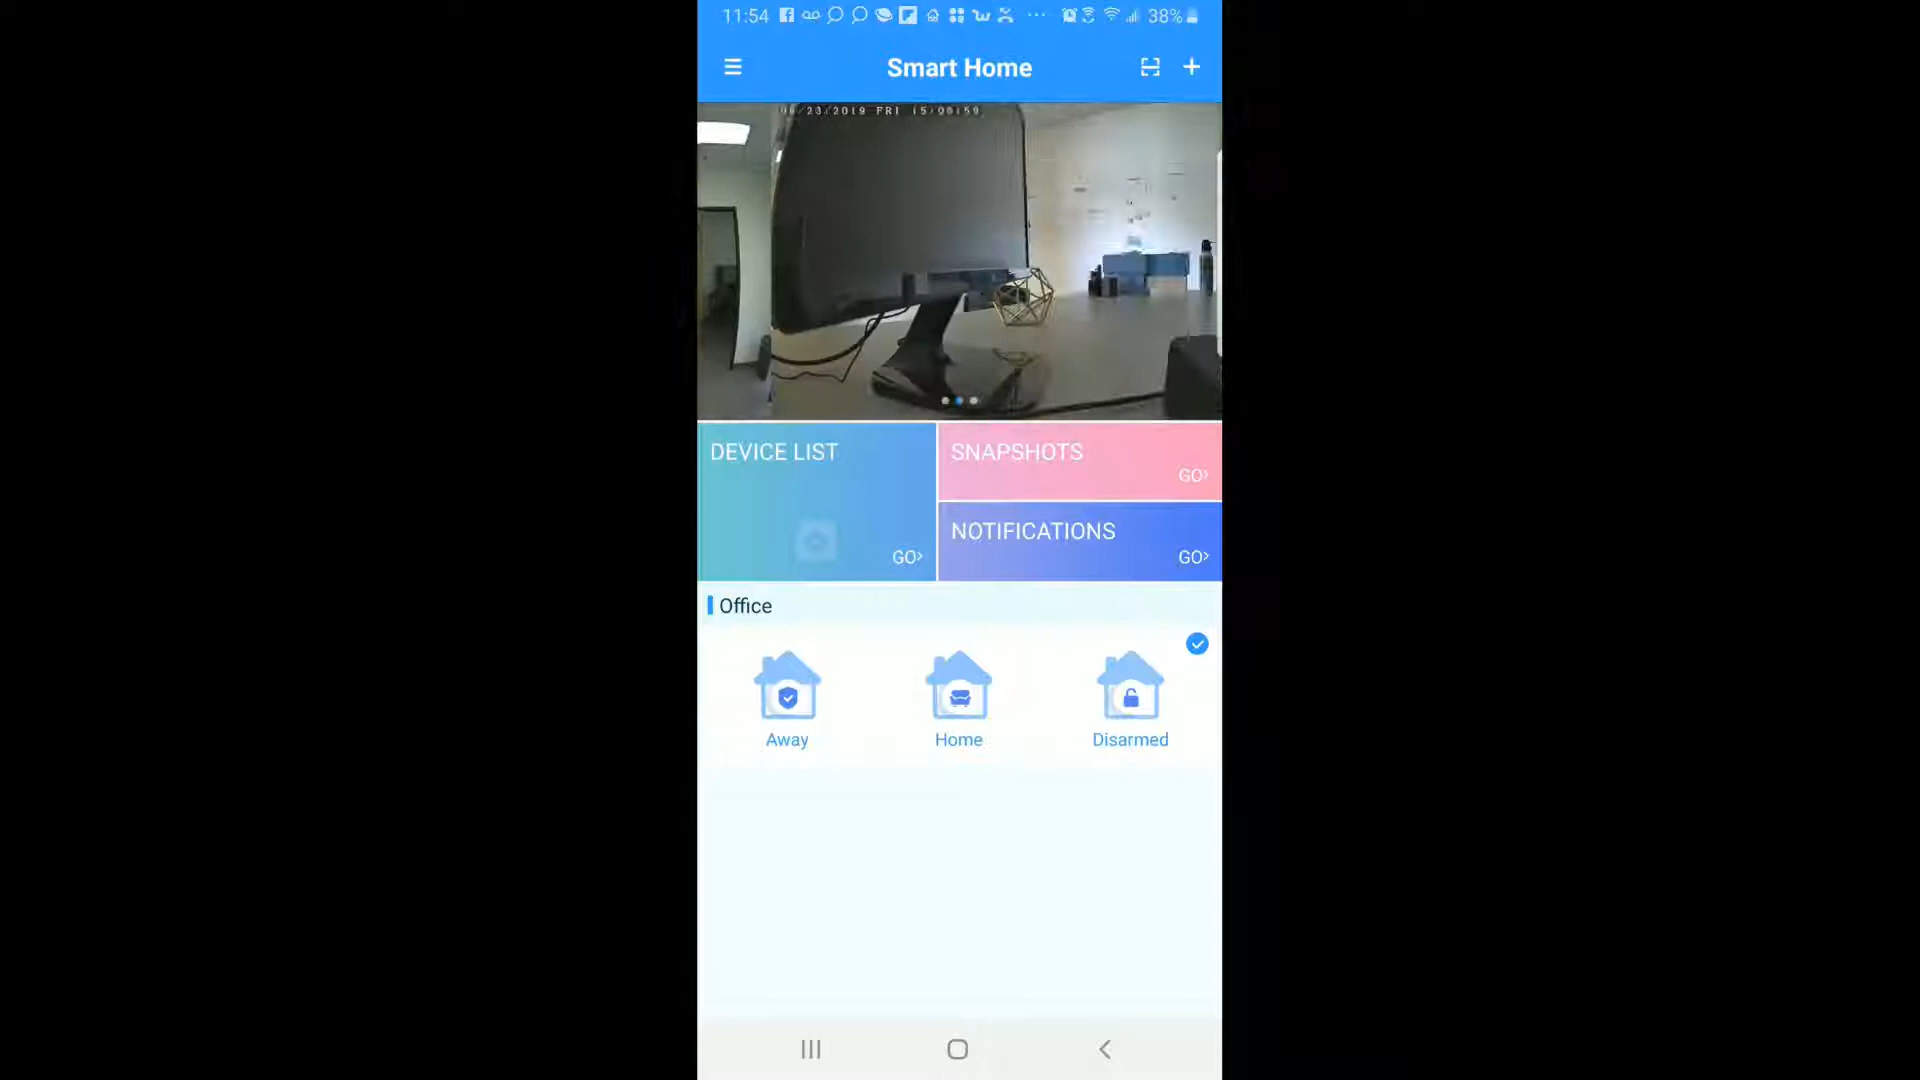 11:54
38%
Smart Home
DEVICE LIST
GO›
SNAPSHOTS
GO›
NOTIFICATIONS
GO›
Office
Away
Home
Disarmed